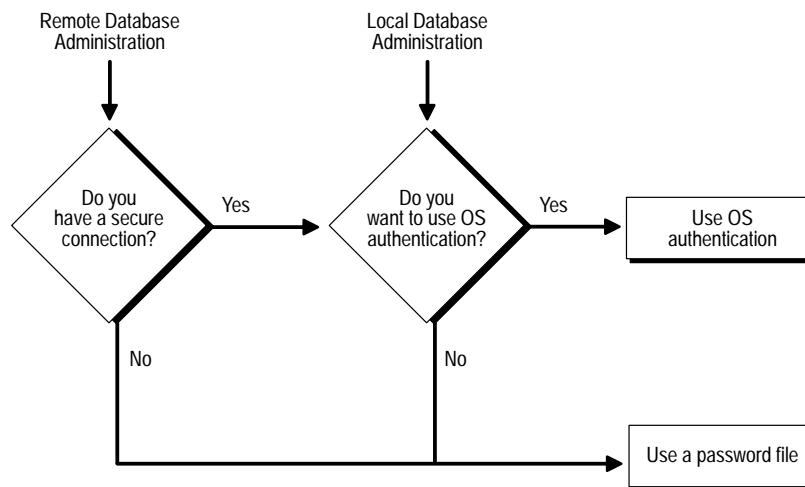 Remote Database
Administration
Local Database
Administration
Do you
have a secure
connection?
Yes
Do you
want to use OS
authentication?
Yes
Use OS
authentication
No
No
Use a password file